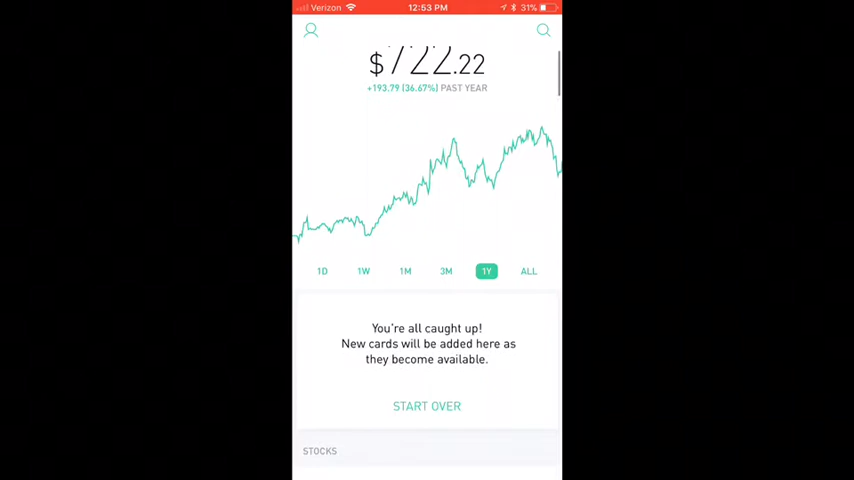 Verizon 12:53 PM 31%
$722.22
+193.79 (36.67%) PAST YEAR
1D 1W 1M 3M 1Y ALL
You're all caught up!
New cards will be added here as
they become available.
START OVER
STOCKS